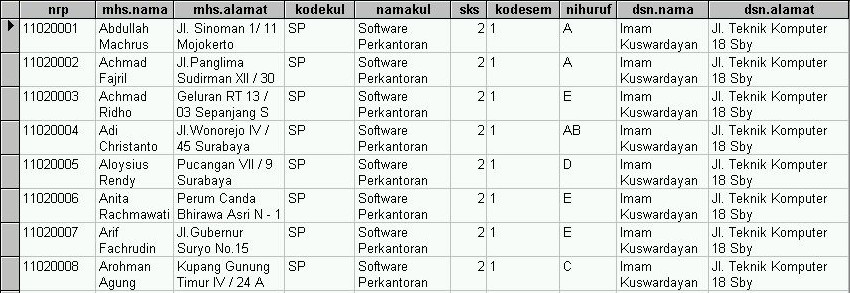 nrp mhs.nama mhs.alamat kodekul namakul sks kodesem nihuruf dsn.nama dsn.alamat
11020001 Abdullah Jl. Sinoman 1/ 11 SP Software 2 1 A Imam Jl. Teknik Komputer
Machrus Mojokerto Perkantoran Kuswardayan 18 Sby
11020002 Achmad Jl.Panglima SP Software 2 1 A Imam Jl. Teknik Komputer
Fajril Sudirman XII / 30 Perkantoran Kuswardayan 18 Sby
11020003 Achmad Geluran RT 13 / SP Software 2 1 E Imam Jl. Teknik Komputer
Ridho 03 Sepanjang S Perkantoran Kuswardayan 18 Sby
11020004 Adi Jl.Wonorejo IV / SP Software 2 1 AB Imam Jl. Teknik Komputer
Christanto 45 Surabaya Perkantoran Kuswardayan 18 Sby
11020005 Aloysius Pucangan VII / 9 SP Software 2 1 D Imam Jl. Teknik Komputer
Rendy Surabaya Perkantoran Kuswardayan 18 Sby
11020006 Anita Perum Canda SP Software 2 1 E Imam Jl. Teknik Komputer
Rachmawati Bhirawa Asri N - 1 Perkantoran Kuswardayan 18 Sby
11020007 Arif Jl.Gubernur SP Software 2 1 E Imam Jl. Teknik Komputer
Fachrudin Suryo No.15 Perkantoran Kuswardayan 18 Sby
11020008 Arohman Kupang Gunung SP Software 2 1 C Imam Jl. Teknik Komputer
Agung Timur IV / 24 A Perkantoran Kuswardayan 18 Sby